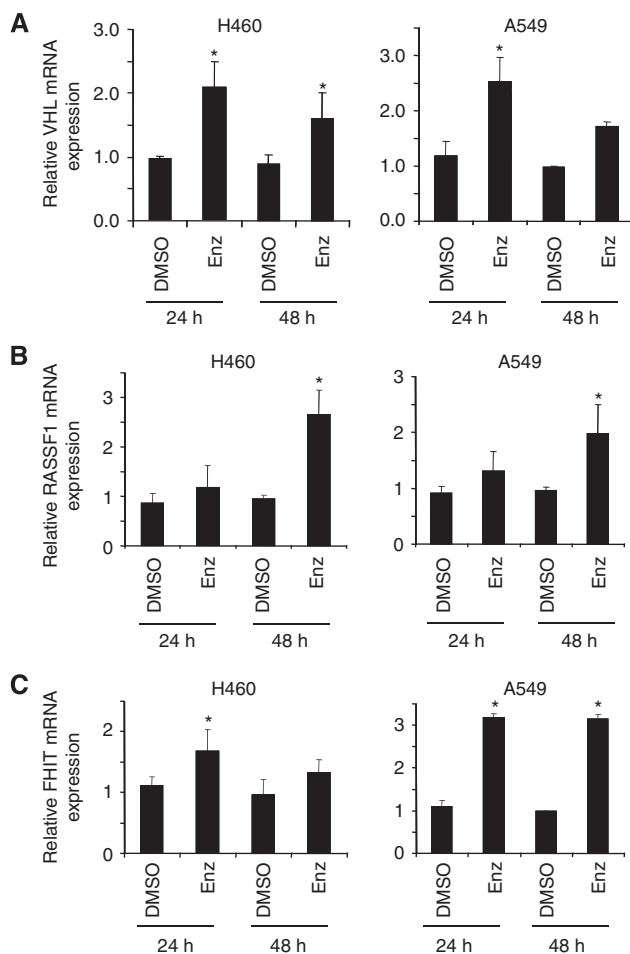 A
H460
A549
Relative VHL mRNA
expression
3.0
2.0
1.0
0.0
*
*
3.0
2.0
1.0
0.0
*
DMSO
Enz
DMSO
Enz
DMSO
Enz
DMSO
Enz
24 h
48 h
24 h
48 h
B
H460
A549
Relative RASSF1 mRNA
expression
3
2
1
0
*
3
2
1
0
*
DMSO
Enz
DMSO
Enz
DMSO
Enz
DMSO
Enz
24 h
48 h
24 h
48 h
C
H460
A549
Relative FHIT mRNA
expression
2
1
0
*
3
2
1
0
*
*
DMSO
Enz
DMSO
Enz
DMSO
Enz
DMSO
Enz
24 h
48 h
24 h
48 h